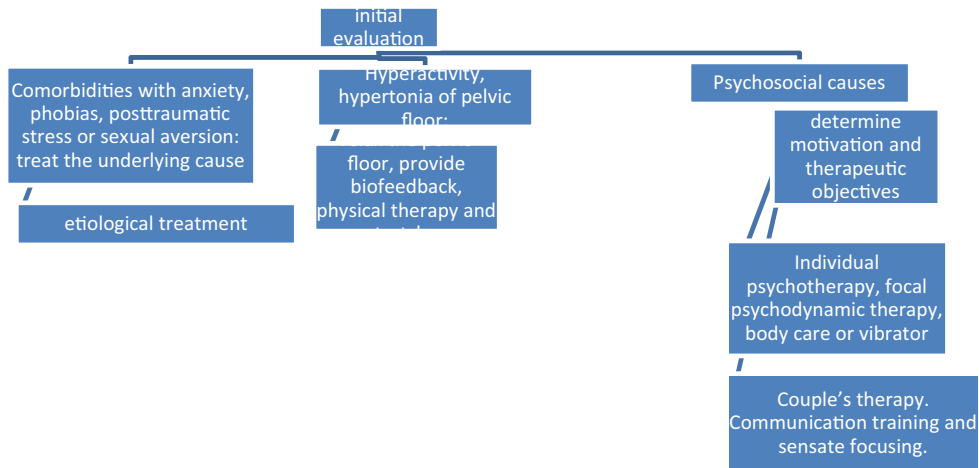 initial
evaluation
Comorbidities with anxiety,
phobias, posttraumatic
stress or sexual aversion:
treat the underlying cause
etiological treatment
Hyperactivity,
hypertonia of pelvic
floor:
floor, provide
biofeedback,
physical therapy and
Psychosocial causes
determine
motivation and
therapeutic
objectives
Individual
psychotherapy, focal
psychodynamic therapy,
body care or vibrator
Couple’s therapy.
Communication training and
sensate focusing.